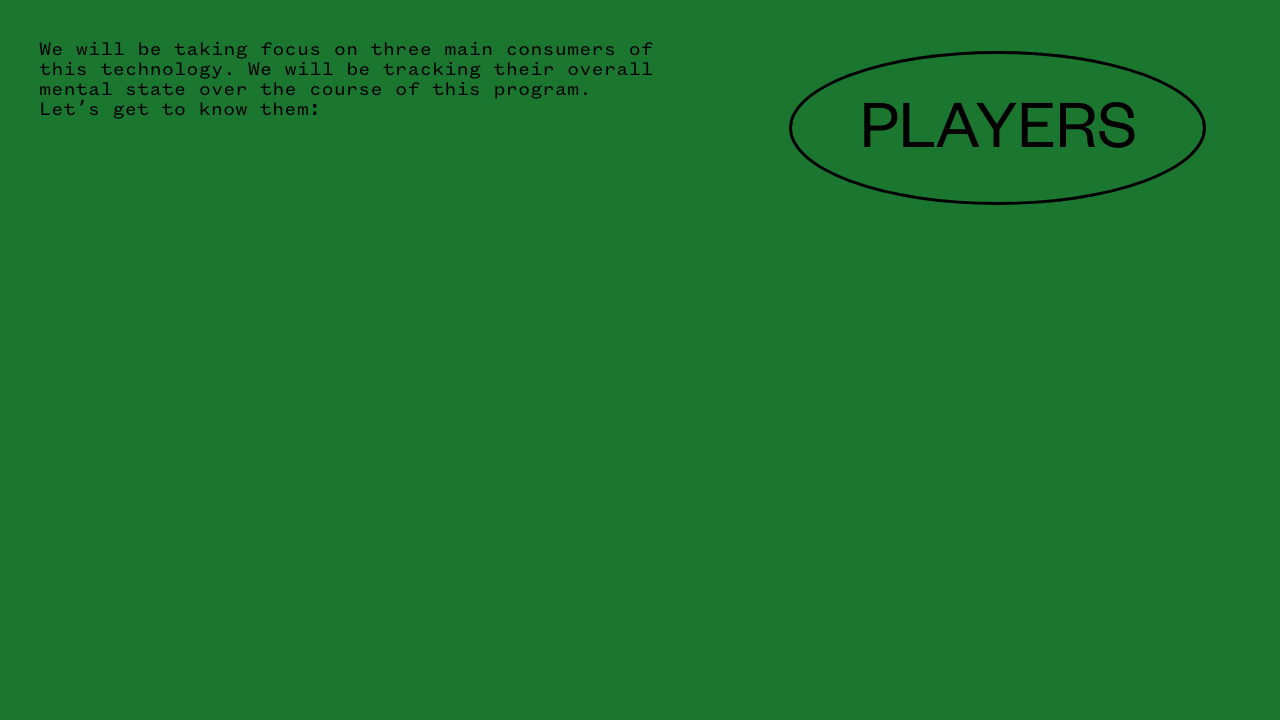 We will be taking focus on three main consumers of
this technology. We will be tracking their overall
mental state over the course of this program.
Let's get to know them:
PLAYERS